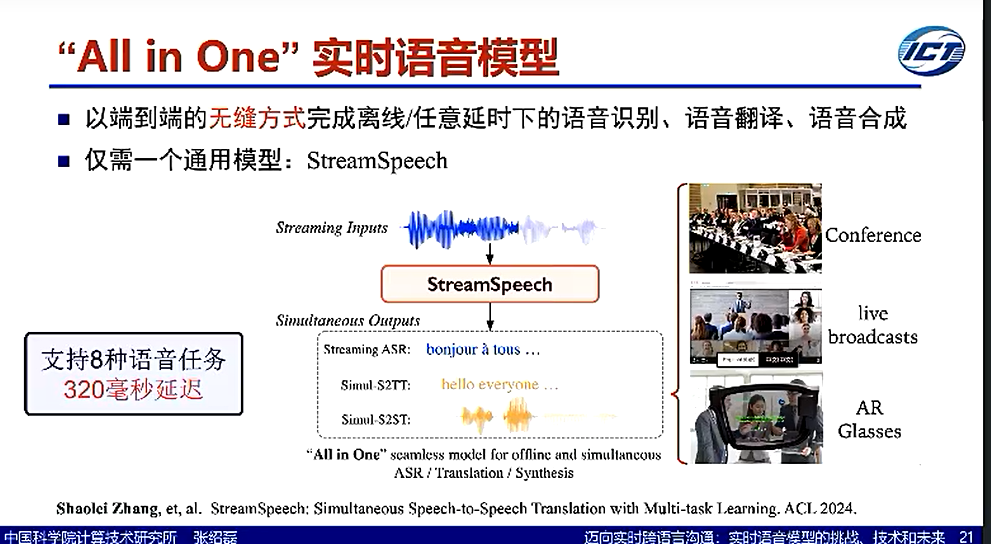 “All in One” 实时语音模型
ICT
■ 以端到端的无缝方式完成离线/任意延时下的语音识别、语音翻译、语音合成
■ 仅需一个通用模型：StreamSpeech
Streaming Inputs
StreamSpeech
Simultaneous Outputs
Streaming ASR: bonjour à tous …
Simul-S2TT: hello everyone …
Simul-S2ST:
“All in One” seamless model for offline and simultaneous
ASR / Translation / Synthesis
支持8种语音任务
320毫秒延迟
Conference
live
broadcasts
AR
Glasses
Shaolei Zhang, et, al. StreamSpeech: Simultaneous Speech-to-Speech Translation with Multi-task Learning. ACL 2024.
中国科学院计算技术研究所 张绍磊
迈向实时跨语言沟通：实时语音模型的挑战、技术和未来 21